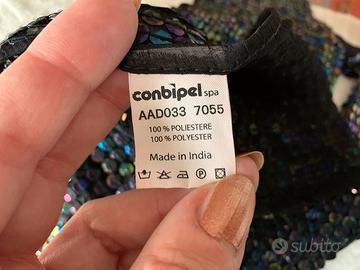 conbipel spa
AAD033 7055
100 % POLIESTERE
100 % POLYESTER
Made in India
subito